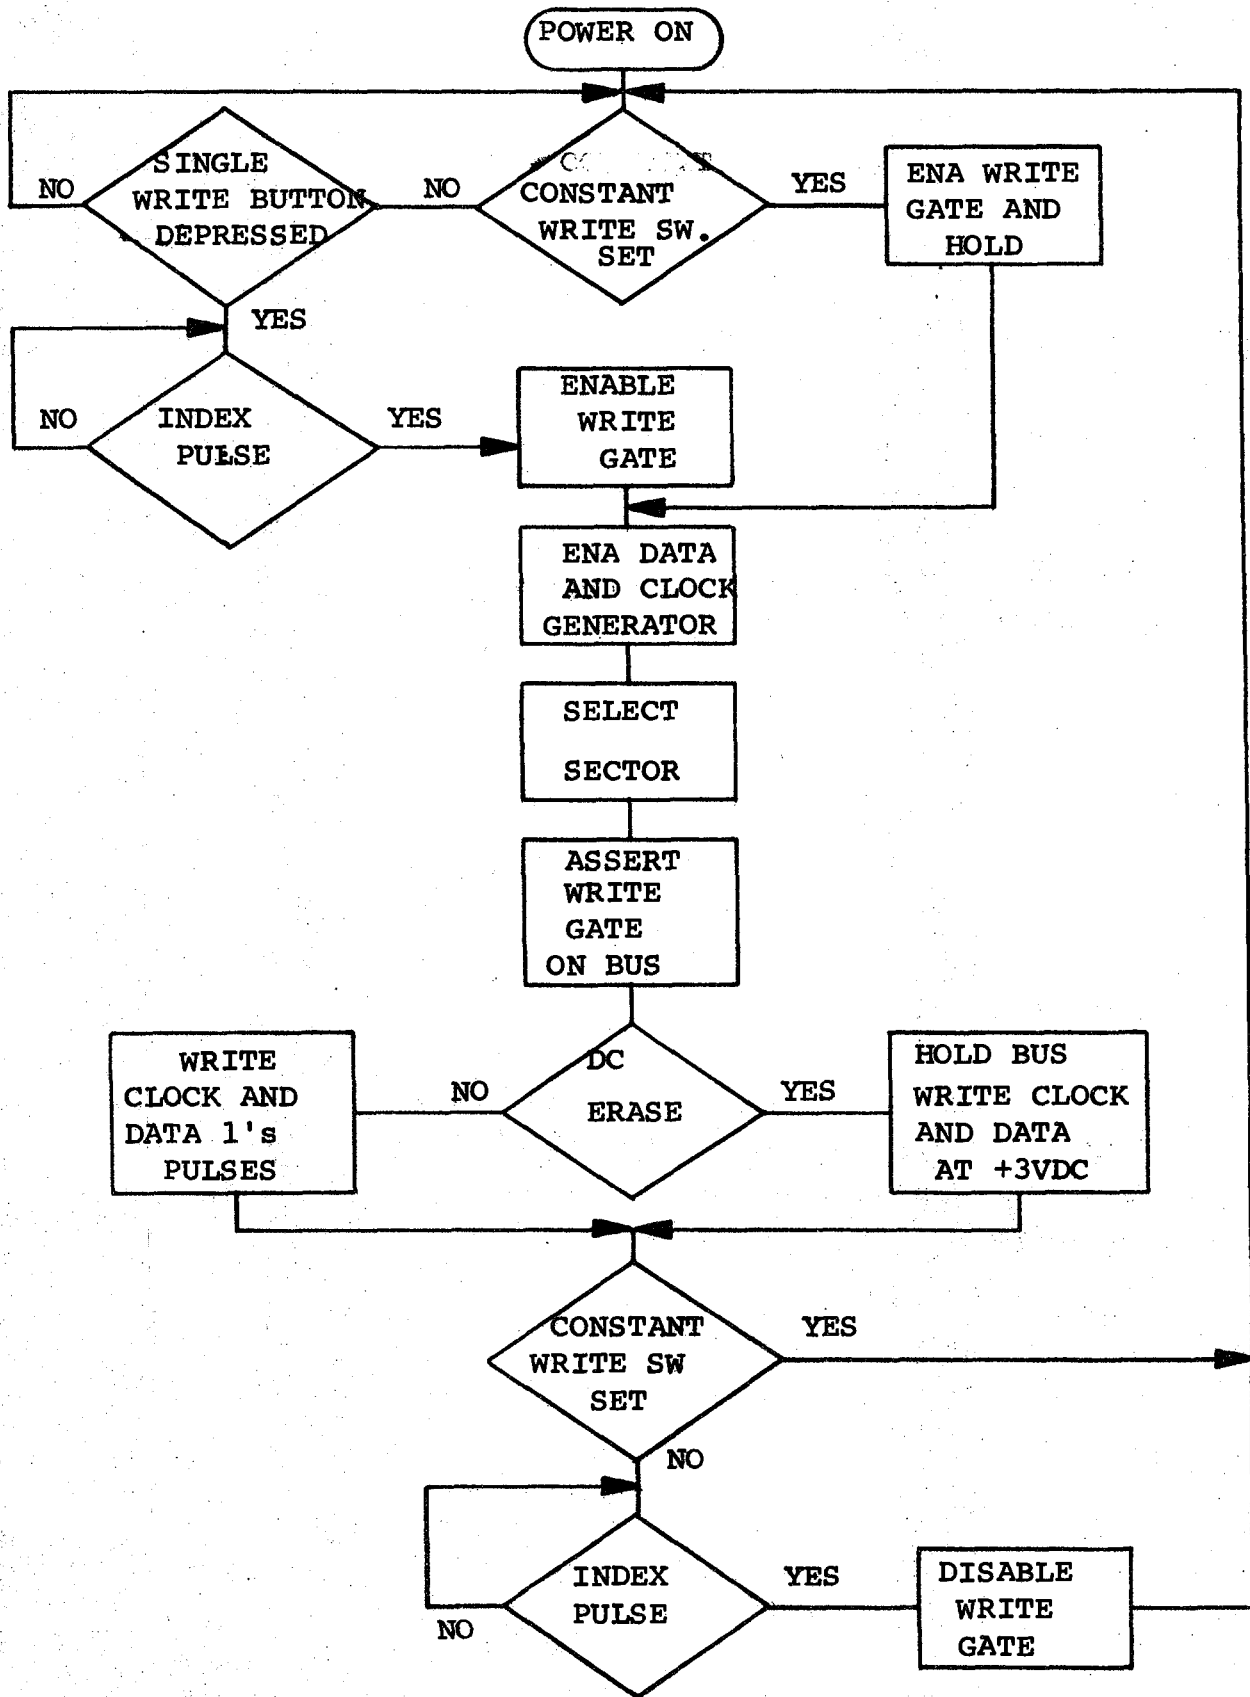 POWER ON
SINGLE
WRITE BUTTON
DEPRESSED
NO
NO
CONSTANT
WRITE SW.
SET
YES
ENA WRITE
GATE AND
HOLD
YES
NO
INDEX
PULSE
YES
ENABLE
WRITE
GATE
ENA DATA
AND CLOCK
GENERATOR
SELECT
SECTOR
ASSERT
WRITE
GATE
ON BUS
WRITE
CLOCK AND
DATA 1's
PULSES
NO
DC
ERASE
YES
HOLD BUS
WRITE CLOCK
AND DATA
AT +3VDC
CONSTANT
WRITE SW
SET
YES
NO
NO
INDEX
PULSE
YES
DISABLE
WRITE
GATE